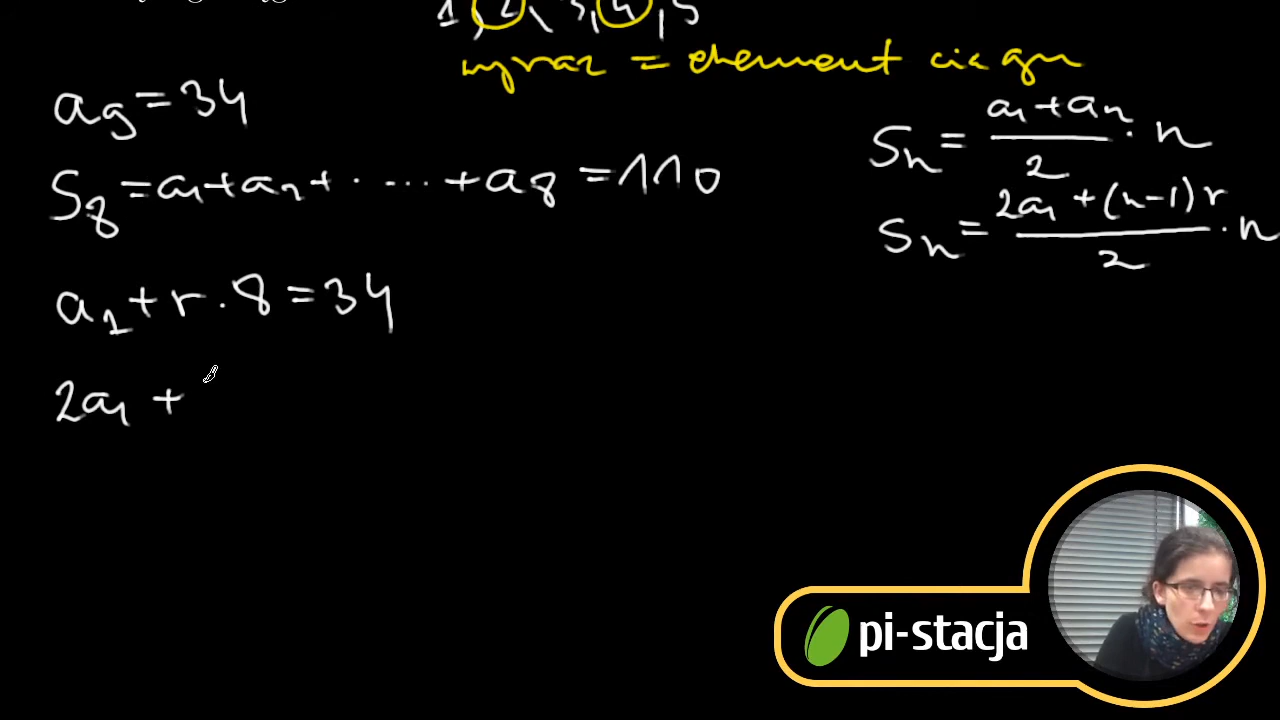 1, 2, 3, 4, 5
wyraz = element ciągu
a₉ = 34
S₈ = a₁ + a₂ + ⋯ + a₈ = 110
Sₙ = (a₁ + aₙ)/2 · n
Sₙ = (2a₁ + (n-1)r)/2 · n
a₁ + r · 8 = 34
2a₁ +
pi-stacja